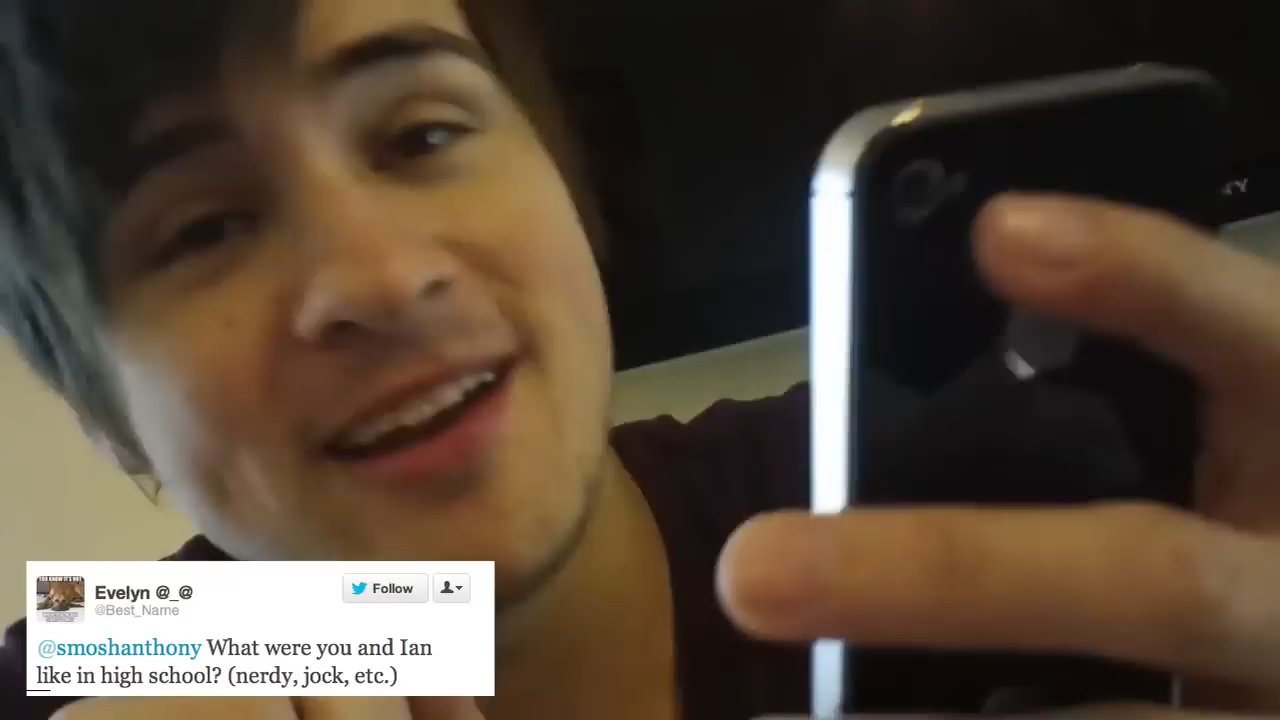 Evelyn @_@
Follow
@Best_Name
@smoshanthony What were you and Ian
like in high school? (nerdy, jock, etc.)